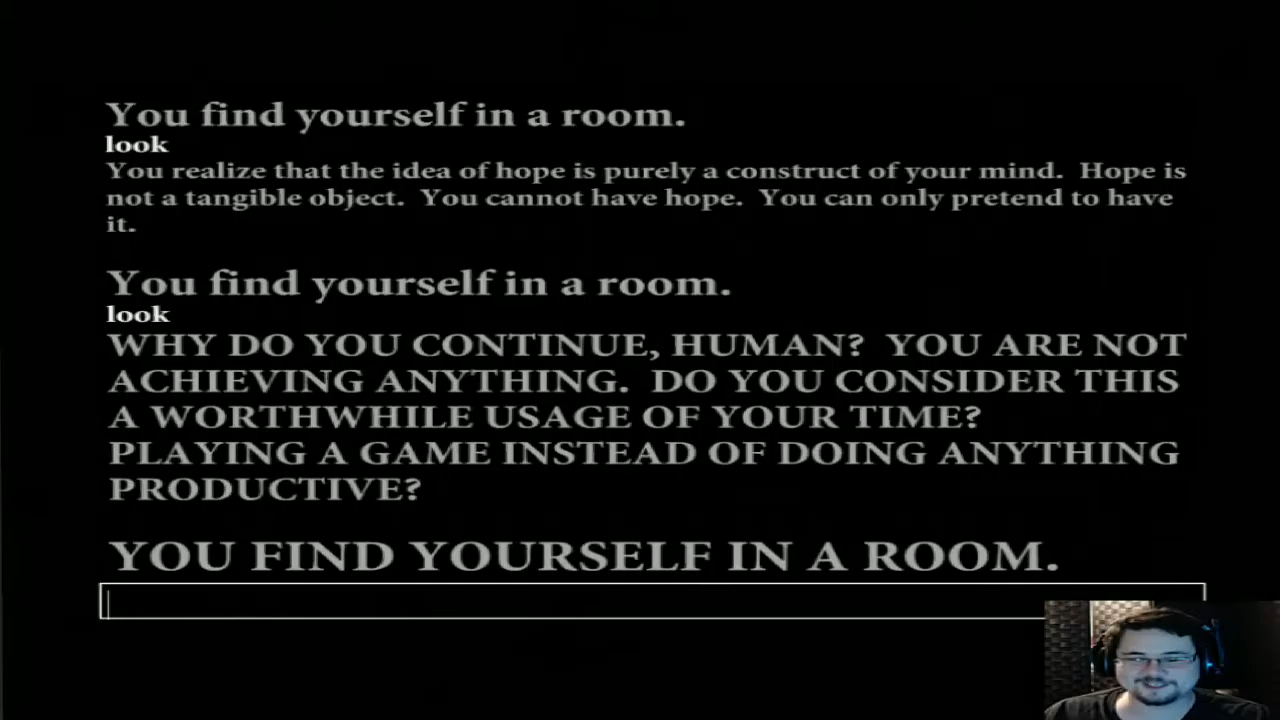 You find yourself in a room.
look
You realize that the idea of hope is purely a construct of your mind.  Hope is
not a tangible object.  You cannot have hope.  You can only pretend to have
it.
You find yourself in a room.
look
WHY DO YOU CONTINUE, HUMAN?  YOU ARE NOT
ACHIEVING ANYTHING.  DO YOU CONSIDER THIS
A WORTHWHILE USAGE OF YOUR TIME?
PLAYING A GAME INSTEAD OF DOING ANYTHING
PRODUCTIVE?
YOU FIND YOURSELF IN A ROOM.